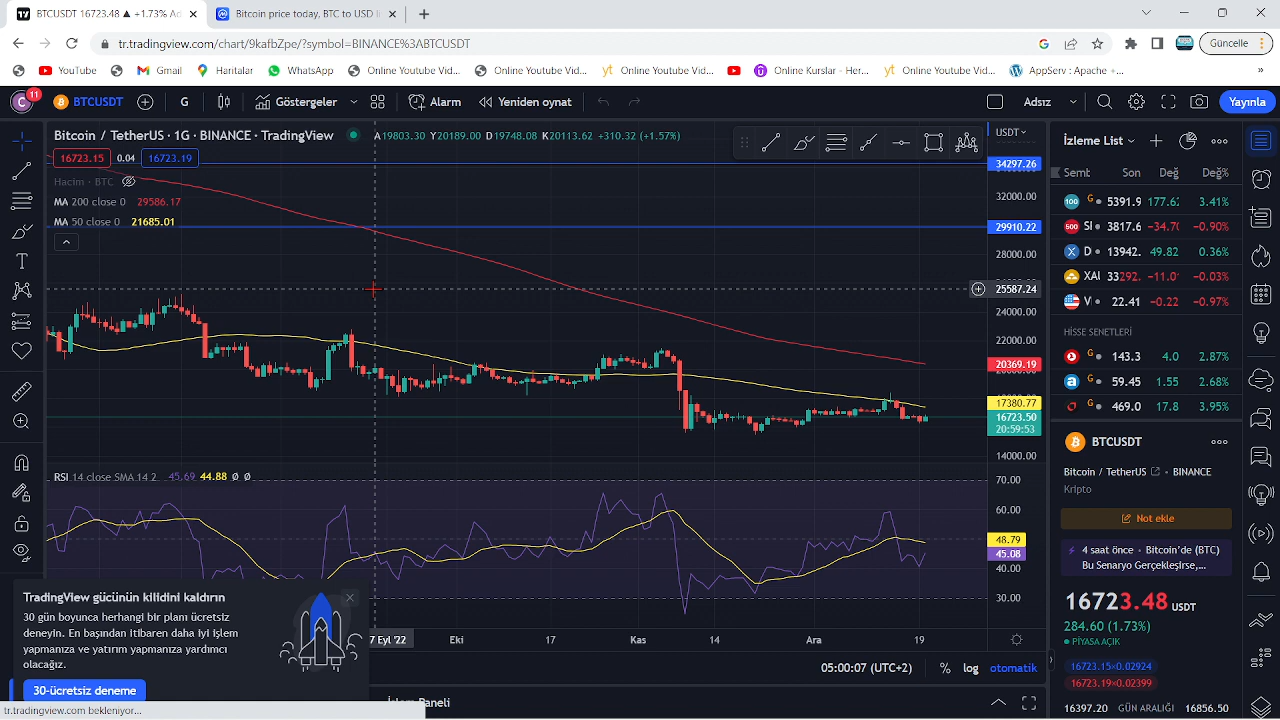 BTCUSDT 16723.48 ▲ +1.73% Ad
Bitcoin price today, BTC to USD li
tr.tradingview.com/chart/9kafbZpe/?symbol=BINANCE%3ABTCUSDT
Güncelle
YouTube
Gmail
Haritalar
WhatsApp
Online Youtube Vid...
Online Youtube Vid...
Online Youtube Vid...
Online Kurslar - Her...
Online Youtube Vid...
AppServ : Apache +...
C 11 BTCUSDT G Göstergeler Alarm Yeniden oynat Adsız Yayınla
Bitcoin / TetherUS · 1G · BINANCE · TradingView A19803.30 Y20189.00 D19748.08 K20113.62 +310.32 (+1.57%)
USDT
16723.15 0.04 16723.19
Hacim · BTC
MA 200 close 0 29586.17
MA 50 close 0 21685.01
34297.26
32000.00
29910.22
28000.00
25587.24
24000.00
22000.00
20369.19
17380.77
16723.50
20:59:53
14000.00
RSI 14 close SMA 14 2 45.69 44.88 Ø Ø
70.00
60.00
48.79
45.08
40.00
30.00
7 Eyl '22 Eki 17 Kas 14 Ara 19
05:00:07 (UTC+2) % log otomatik
TradingView gücünün kilidini kaldırın
30 gün boyunca herhangi bir plan ücretsiz
deneyin. En başından itibaren daha iyi işlem
yapmanıza ve yatırım yapmanıza yardımcı
olacağız.
30-ücretsiz deneme
tr.tradingview.com bekleniyor...
Paneli
İzleme List
Semt Son Değ Değ%
100 G 5391.9 177.62 3.41%
500 SI 3817.6 -34.70 -0.90%
D 13942. 49.82 0.36%
XAI 33292. -11.01 -0.03%
V 22.41 -0.22 -0.97%
HİSSE SENETLERİ
G 143.3 4.0 2.87%
G 59.45 1.55 2.68%
G 469.0 17.8 3.95%
BTCUSDT
Bitcoin / TetherUS · BINANCE
Kripto
Not ekle
4 saat önce · Bitcoin'de (BTC)
Bu Senaryo Gerçekleşirse,...
16723.48 USDT
284.60 (1.73%)
PİYASA AÇIK
16723.15×0.02924
16723.19×0.02399
16397.20 GÜN ARALIĞI 16856.50